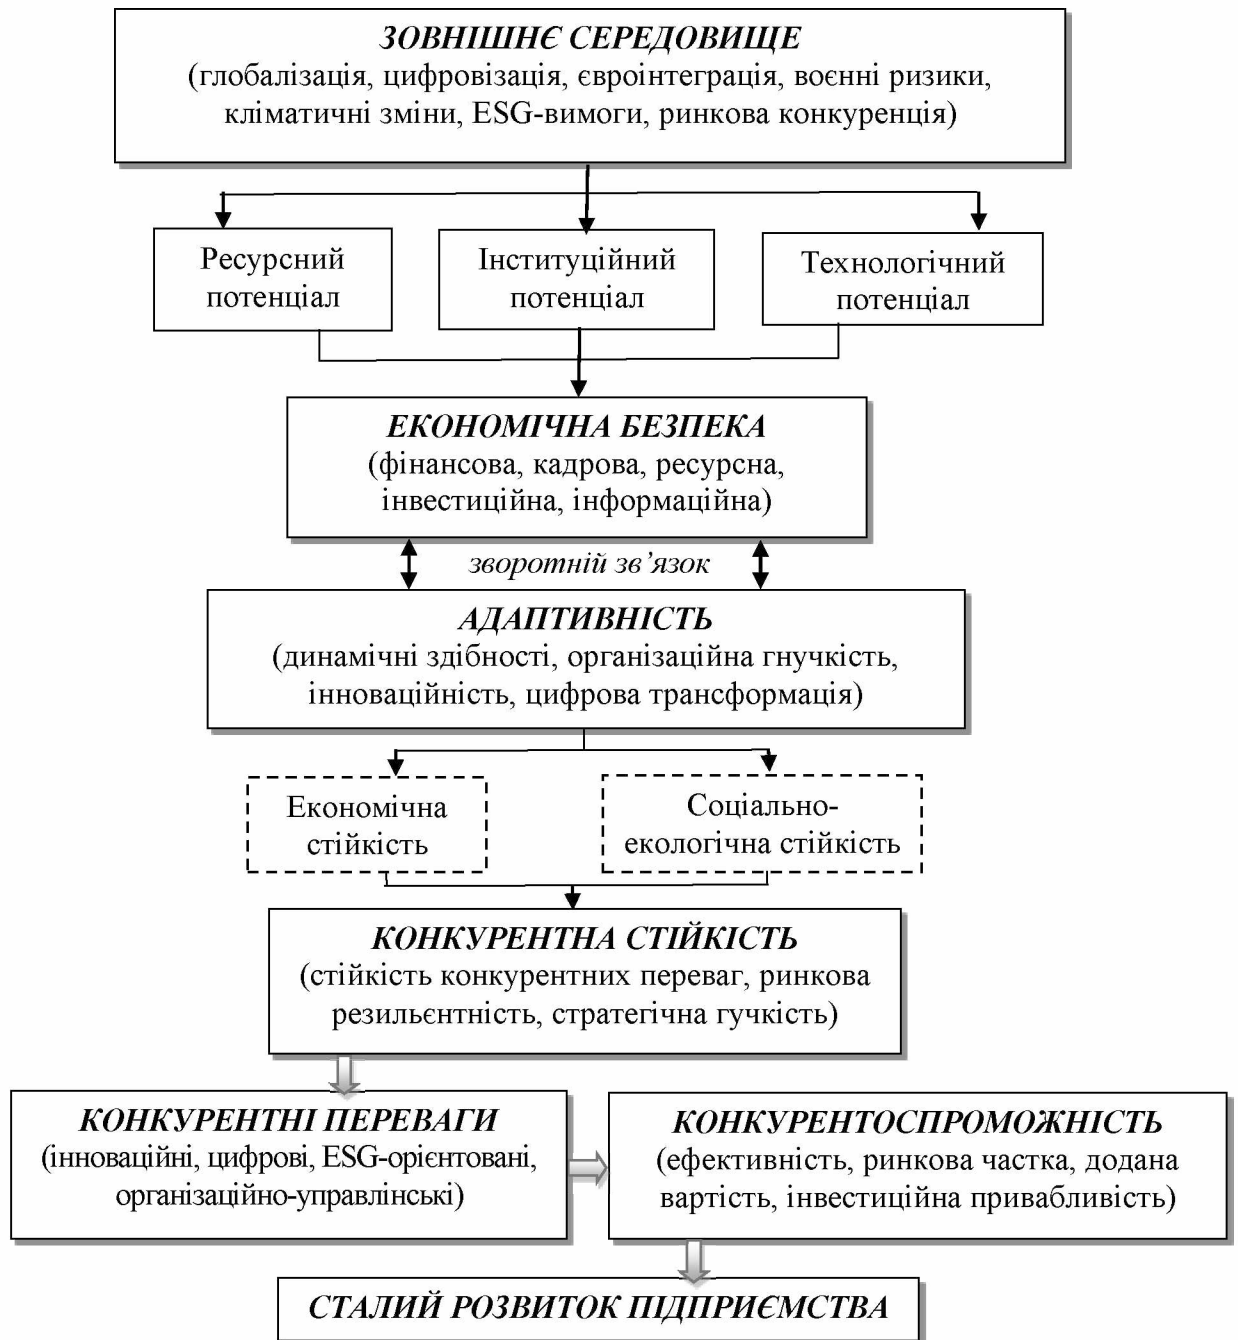 ЗОВНІШНЄ СЕРЕДОВИЩЕ
(глобалізація, цифровізація, євроінтеграція, воєнні ризики,
кліматичні зміни, ESG-вимоги, ринкова конкуренція)
Ресурсний
потенціал
Інституційний
потенціал
Технологічний
потенціал
ЕКОНОМІЧНА БЕЗПЕКА
(фінансова, кадрова, ресурсна,
інвестиційна, інформаційна)
зворотній зв’язок
АДАПТИВНІСТЬ
(динамічні здібності, організаційна гнучкість,
інноваційність, цифрова трансформація)
Економічна
стійкість
Соціально-
екологічна стійкість
КОНКУРЕНТНА СТІЙКІСТЬ
(стійкість конкурентних переваг, ринкова
резильєнтність, стратегічна гучкість)
КОНКУРЕНТНІ ПЕРЕВАГИ
(інноваційні, цифрові, ESG-орієнтовані,
організаційно-управлінські)
КОНКУРЕНТОСПРОМОЖНІСТЬ
(ефективність, ринкова частка, додана
вартість, інвестиційна привабливість)
СТАЛИЙ РОЗВИТОК ПІДПРИЄМСТВА